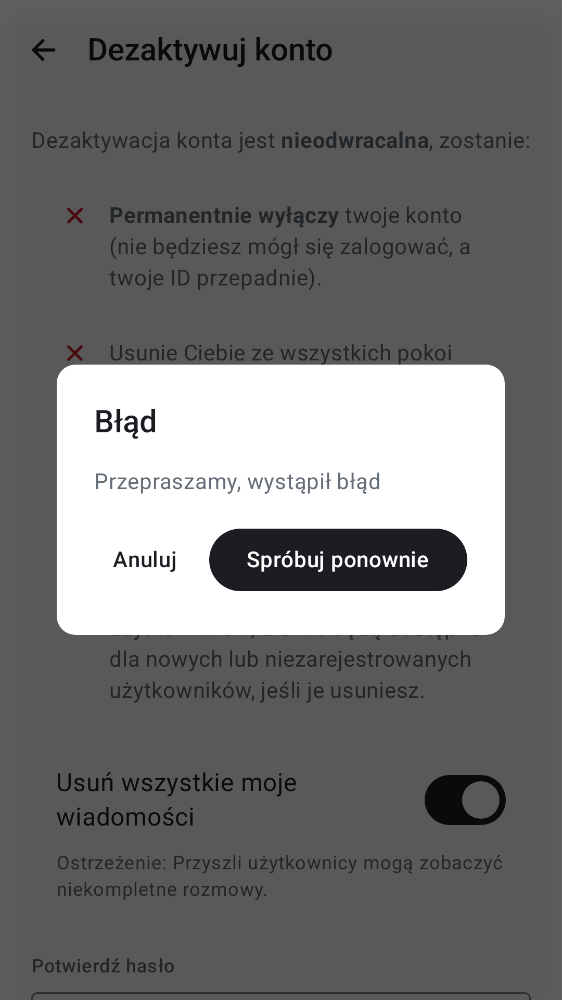 Dezaktywuj konto
Dezaktywacja konta jest nieodwracalna, zostanie:
Permanentnie wyłączy twoje konto
(nie będziesz mógł się zalogować, a
twoje ID przepadnie).
Usunie Ciebie ze wszystkich pokoi
Błąd
Przepraszamy, wystąpił błąd
Anuluj
Spróbuj ponownie
dla nowych lub niezarejestrowanych
użytkowników, jeśli je usuniesz.
Usuń wszystkie moje
wiadomości
Ostrzeżenie: Przyszli użytkownicy mogą zobaczyć
niekompletne rozmowy.
Potwierdź hasło